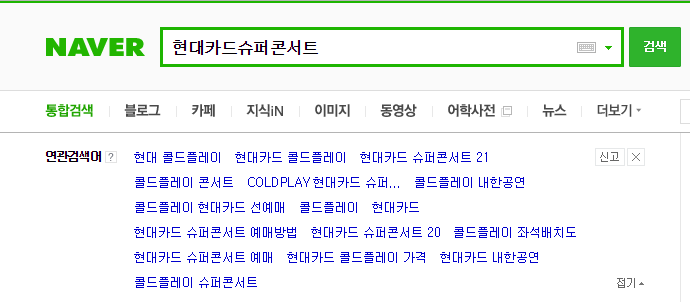 NAVER 현대카드슈퍼콘서트 검색
통합검색 블로그 카페 지식iN 이미지 동영상 어학사전 뉴스 더보기
연관검색어 ? 현대 콜드플레이 현대카드 콜드플레이 현대카드 슈퍼콘서트 21 신고
콜드플레이 콘서트 COLDPLAY 현대카드 슈퍼... 콜드플레이 내한공연
콜드플레이 현대카드 선예매 콜드플레이 현대카드
현대카드 슈퍼콘서트 예매방법 현대카드 슈퍼콘서트 20 콜드플레이 좌석배치도
현대카드 슈퍼콘서트 예매 현대카드 콜드플레이 가격 현대카드 내한공연
콜드플레이 슈퍼콘서트 접기